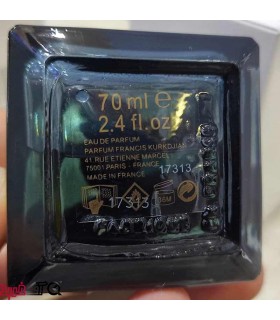 70 ml e
2.4 fl.oz.
EAU DE PARFUM
PARFUM FRANCIS KURKDJIAN
41, RUE ETIENNE MARCEL
75001 PARIS - FRANCE
MADE IN FRANCE
17313
17313
36M